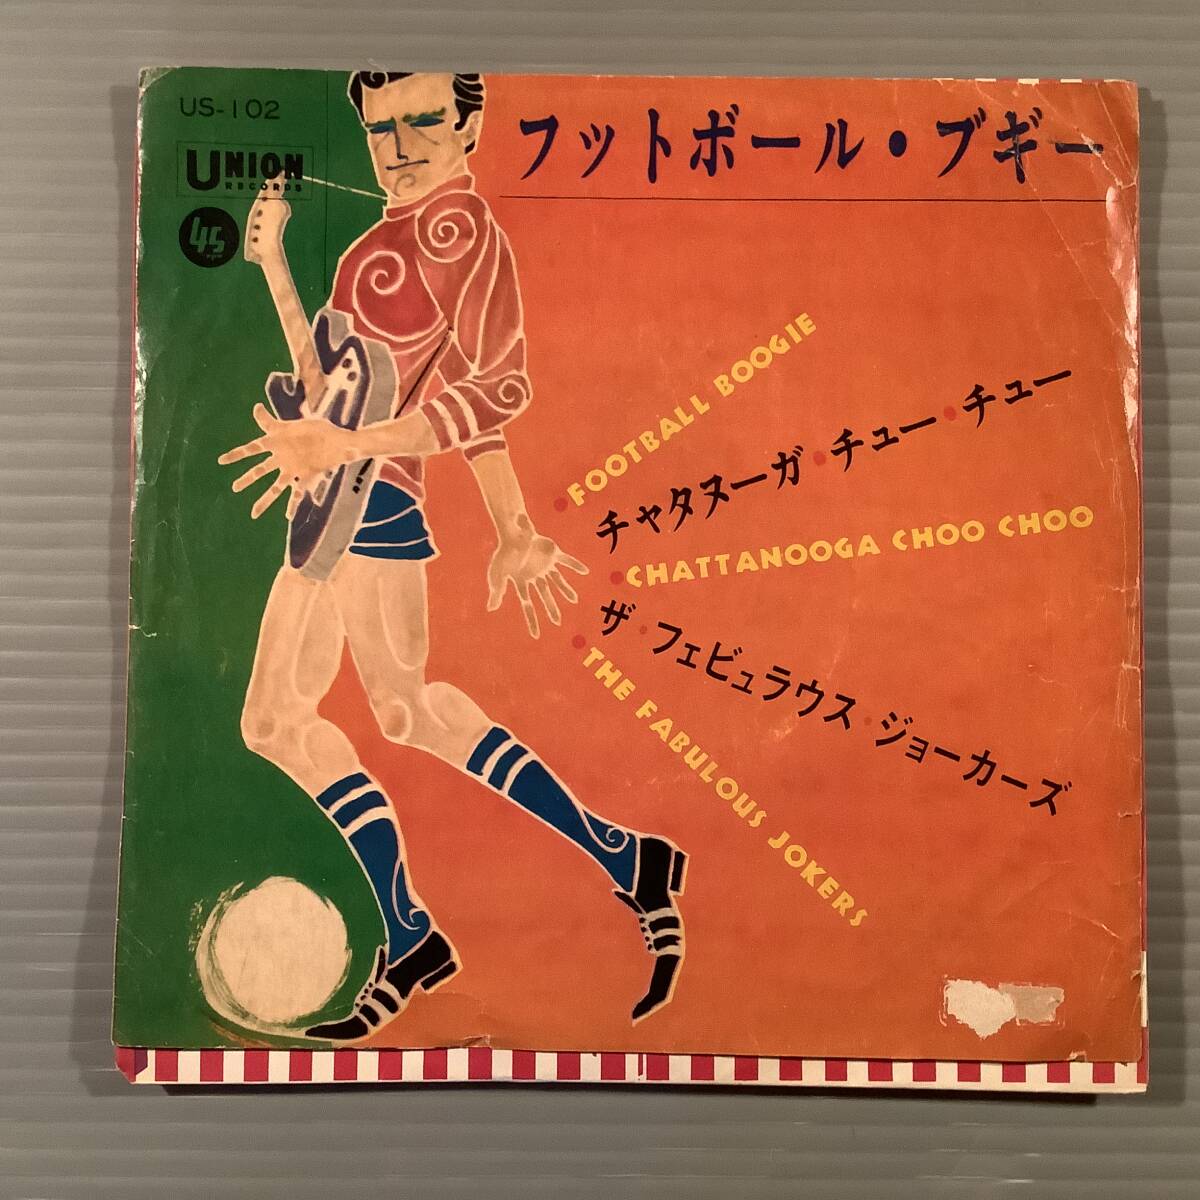 US-102
UNION
RECORDS
45
rpm
フットボール・ブギー
•FOOTBALL BOOGIE
チャタヌーガ・チュー・チュー
•CHATTANOOGA CHOO CHOO
ザ・フェビュラウス・ジョーカーズ
•THE FABULOUS JOKERS